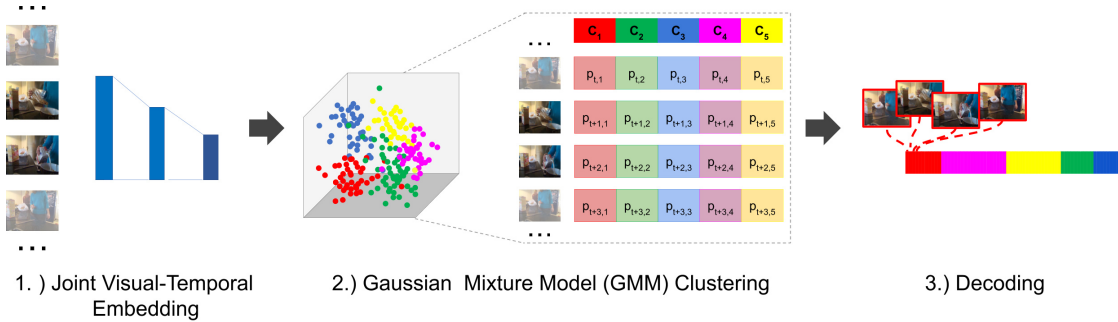 ...
...
C1 C2 C3 C4 C5
pt,1 pt,2 pt,3 pt,4 pt,5
pt+1,1 pt+1,2 pt+1,3 pt+1,4 pt+1,5
pt+2,1 pt+2,2 pt+2,3 pt+2,4 pt+2,5
pt+3,1 pt+3,2 pt+3,3 pt+3,4 pt+3,5
...
...
1. ) Joint Visual-Temporal
Embedding
2.) Gaussian Mixture Model (GMM) Clustering
3.) Decoding